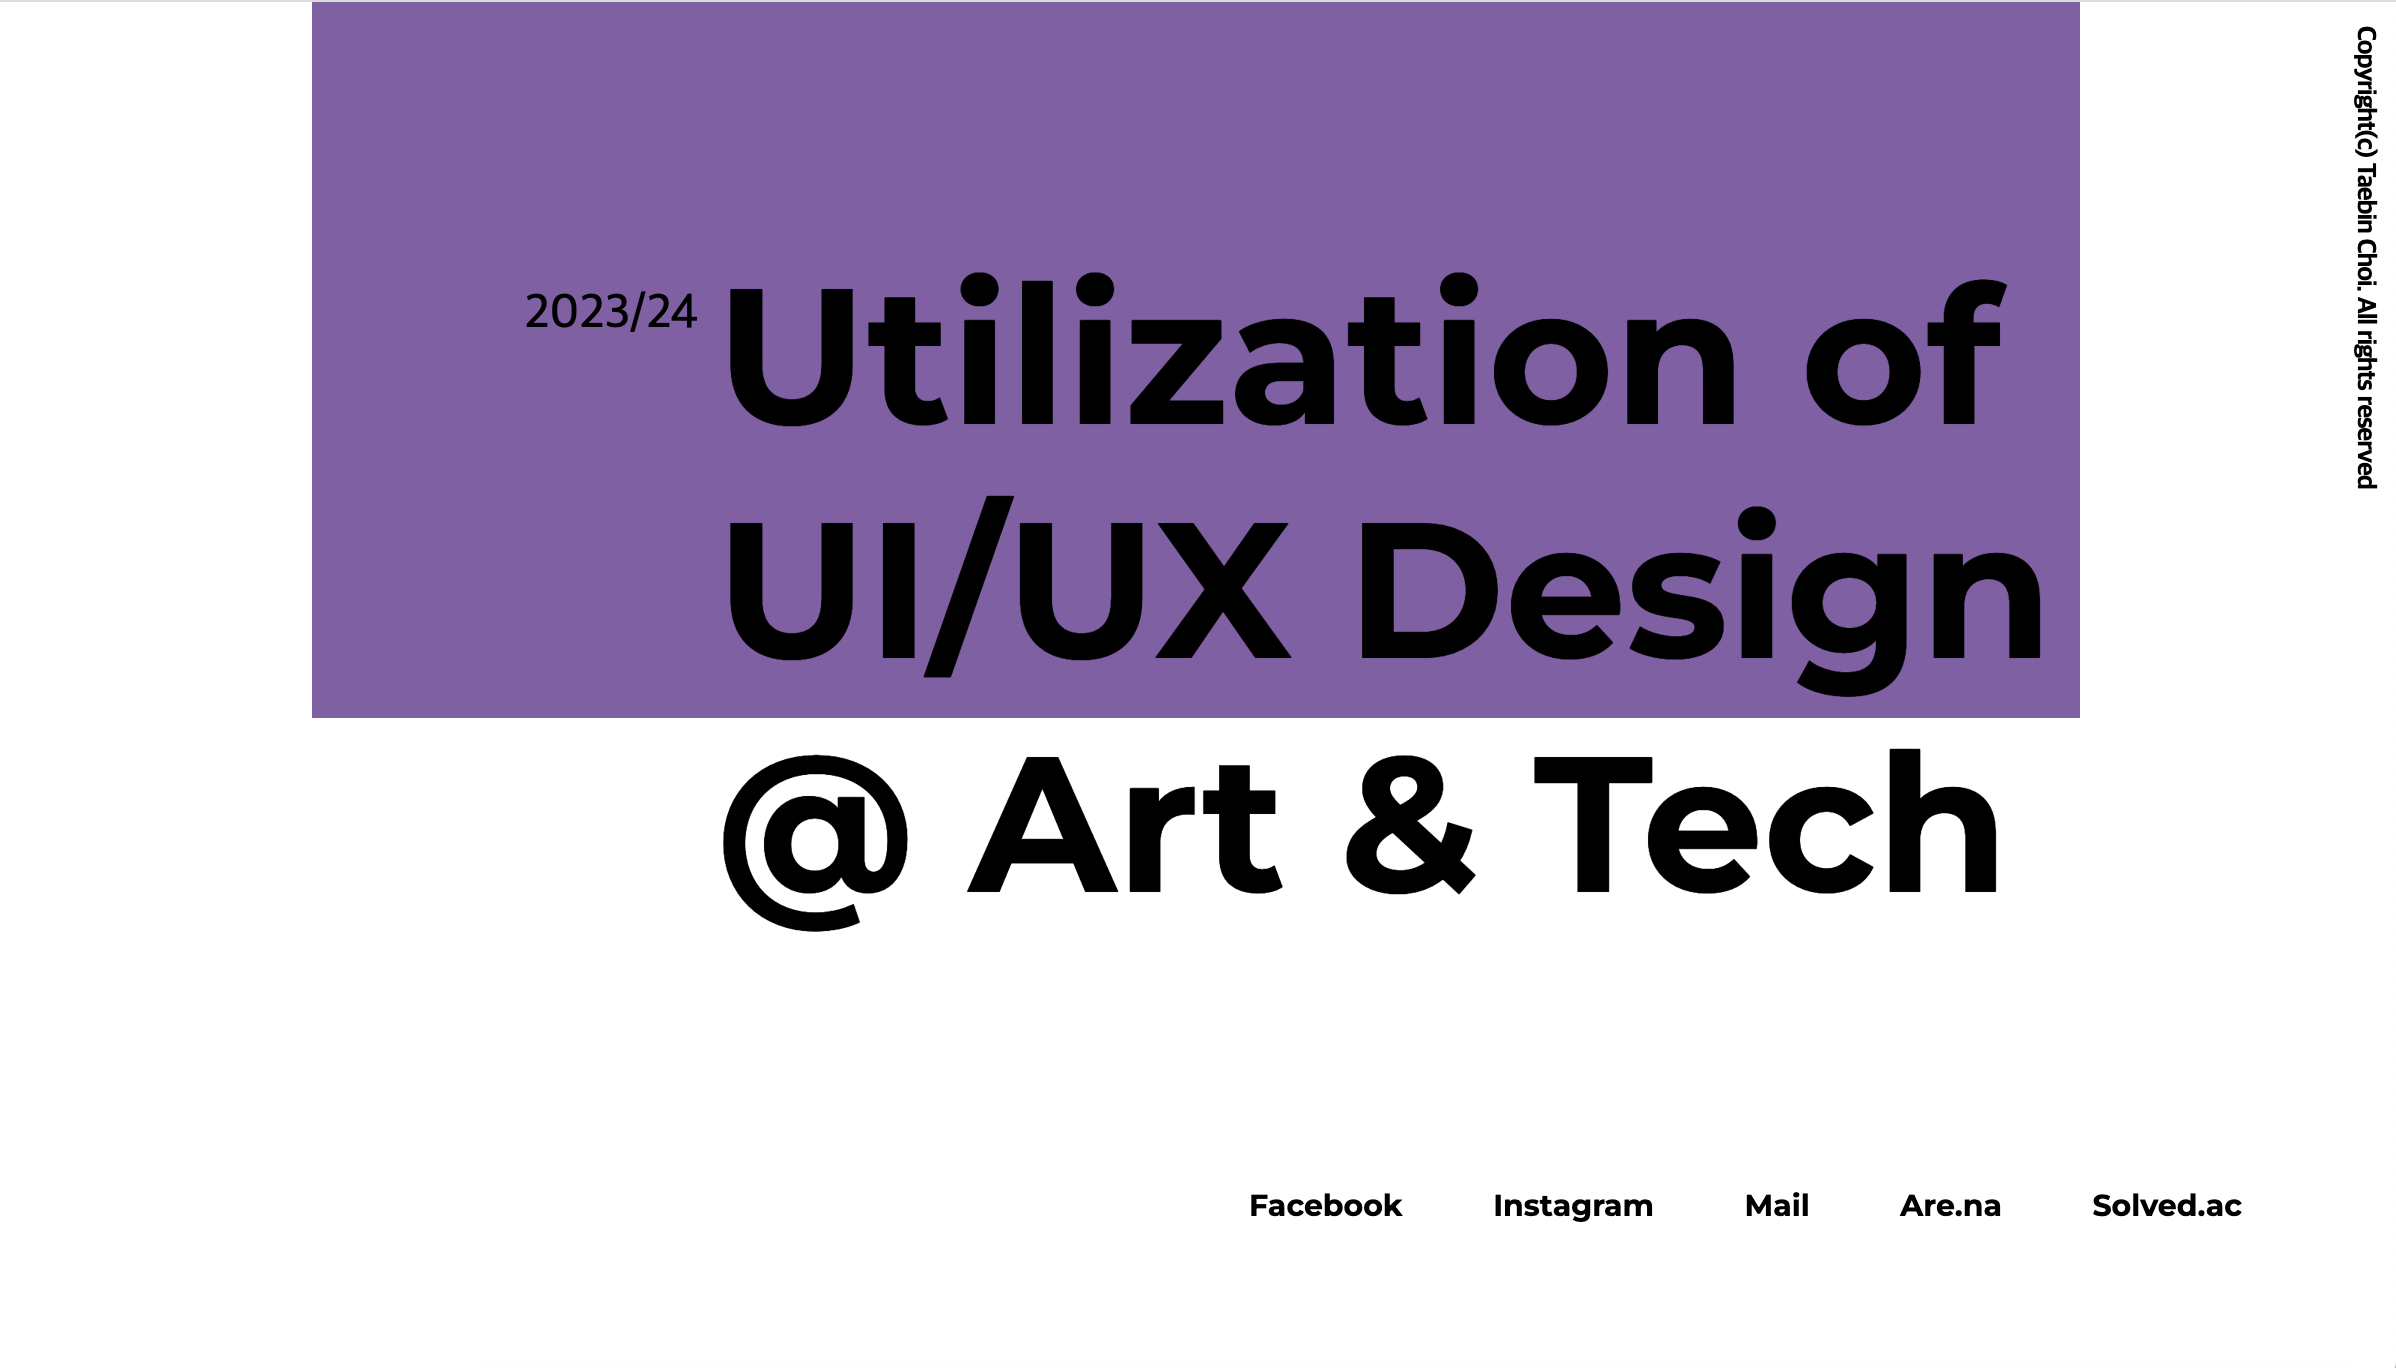 2023/24
Utilization of
UI/UX Design
@ Art & Tech
Copyright(c) Taebin Choi. All rights reserved
Facebook Instagram Mail Are.na Solved.ac